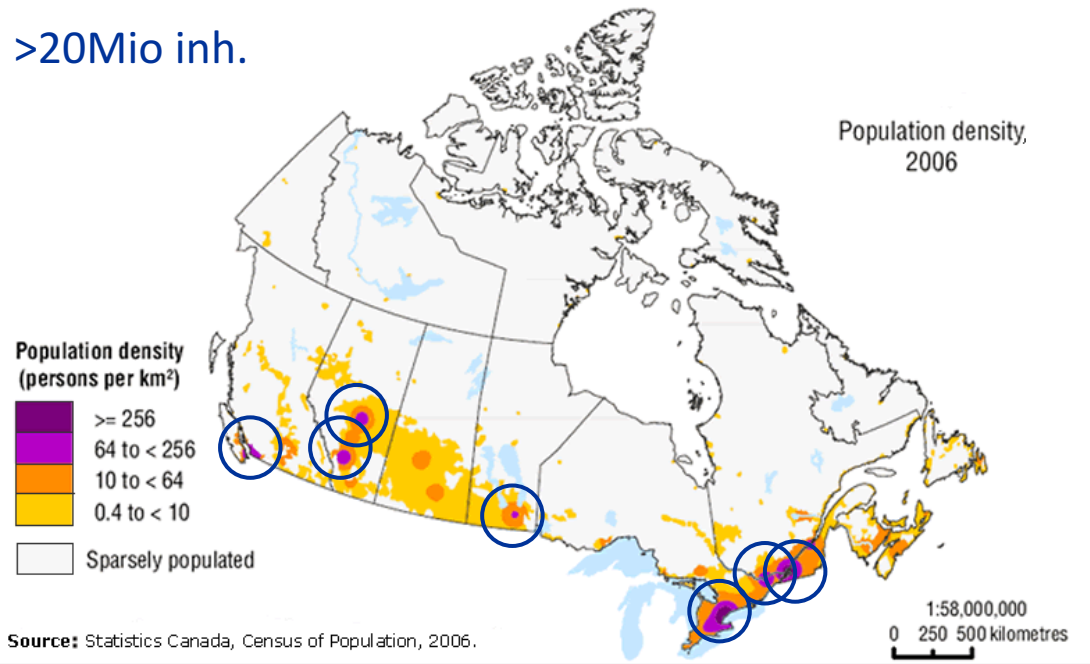 >20Mio inh.
Population density,
2006
Population density
(persons per km²)
>= 256
64 to < 256
10 to < 64
0.4 to < 10
Sparsely populated
1:58,000,000
0 250 500 kilometres
Source: Statistics Canada, Census of Population, 2006.